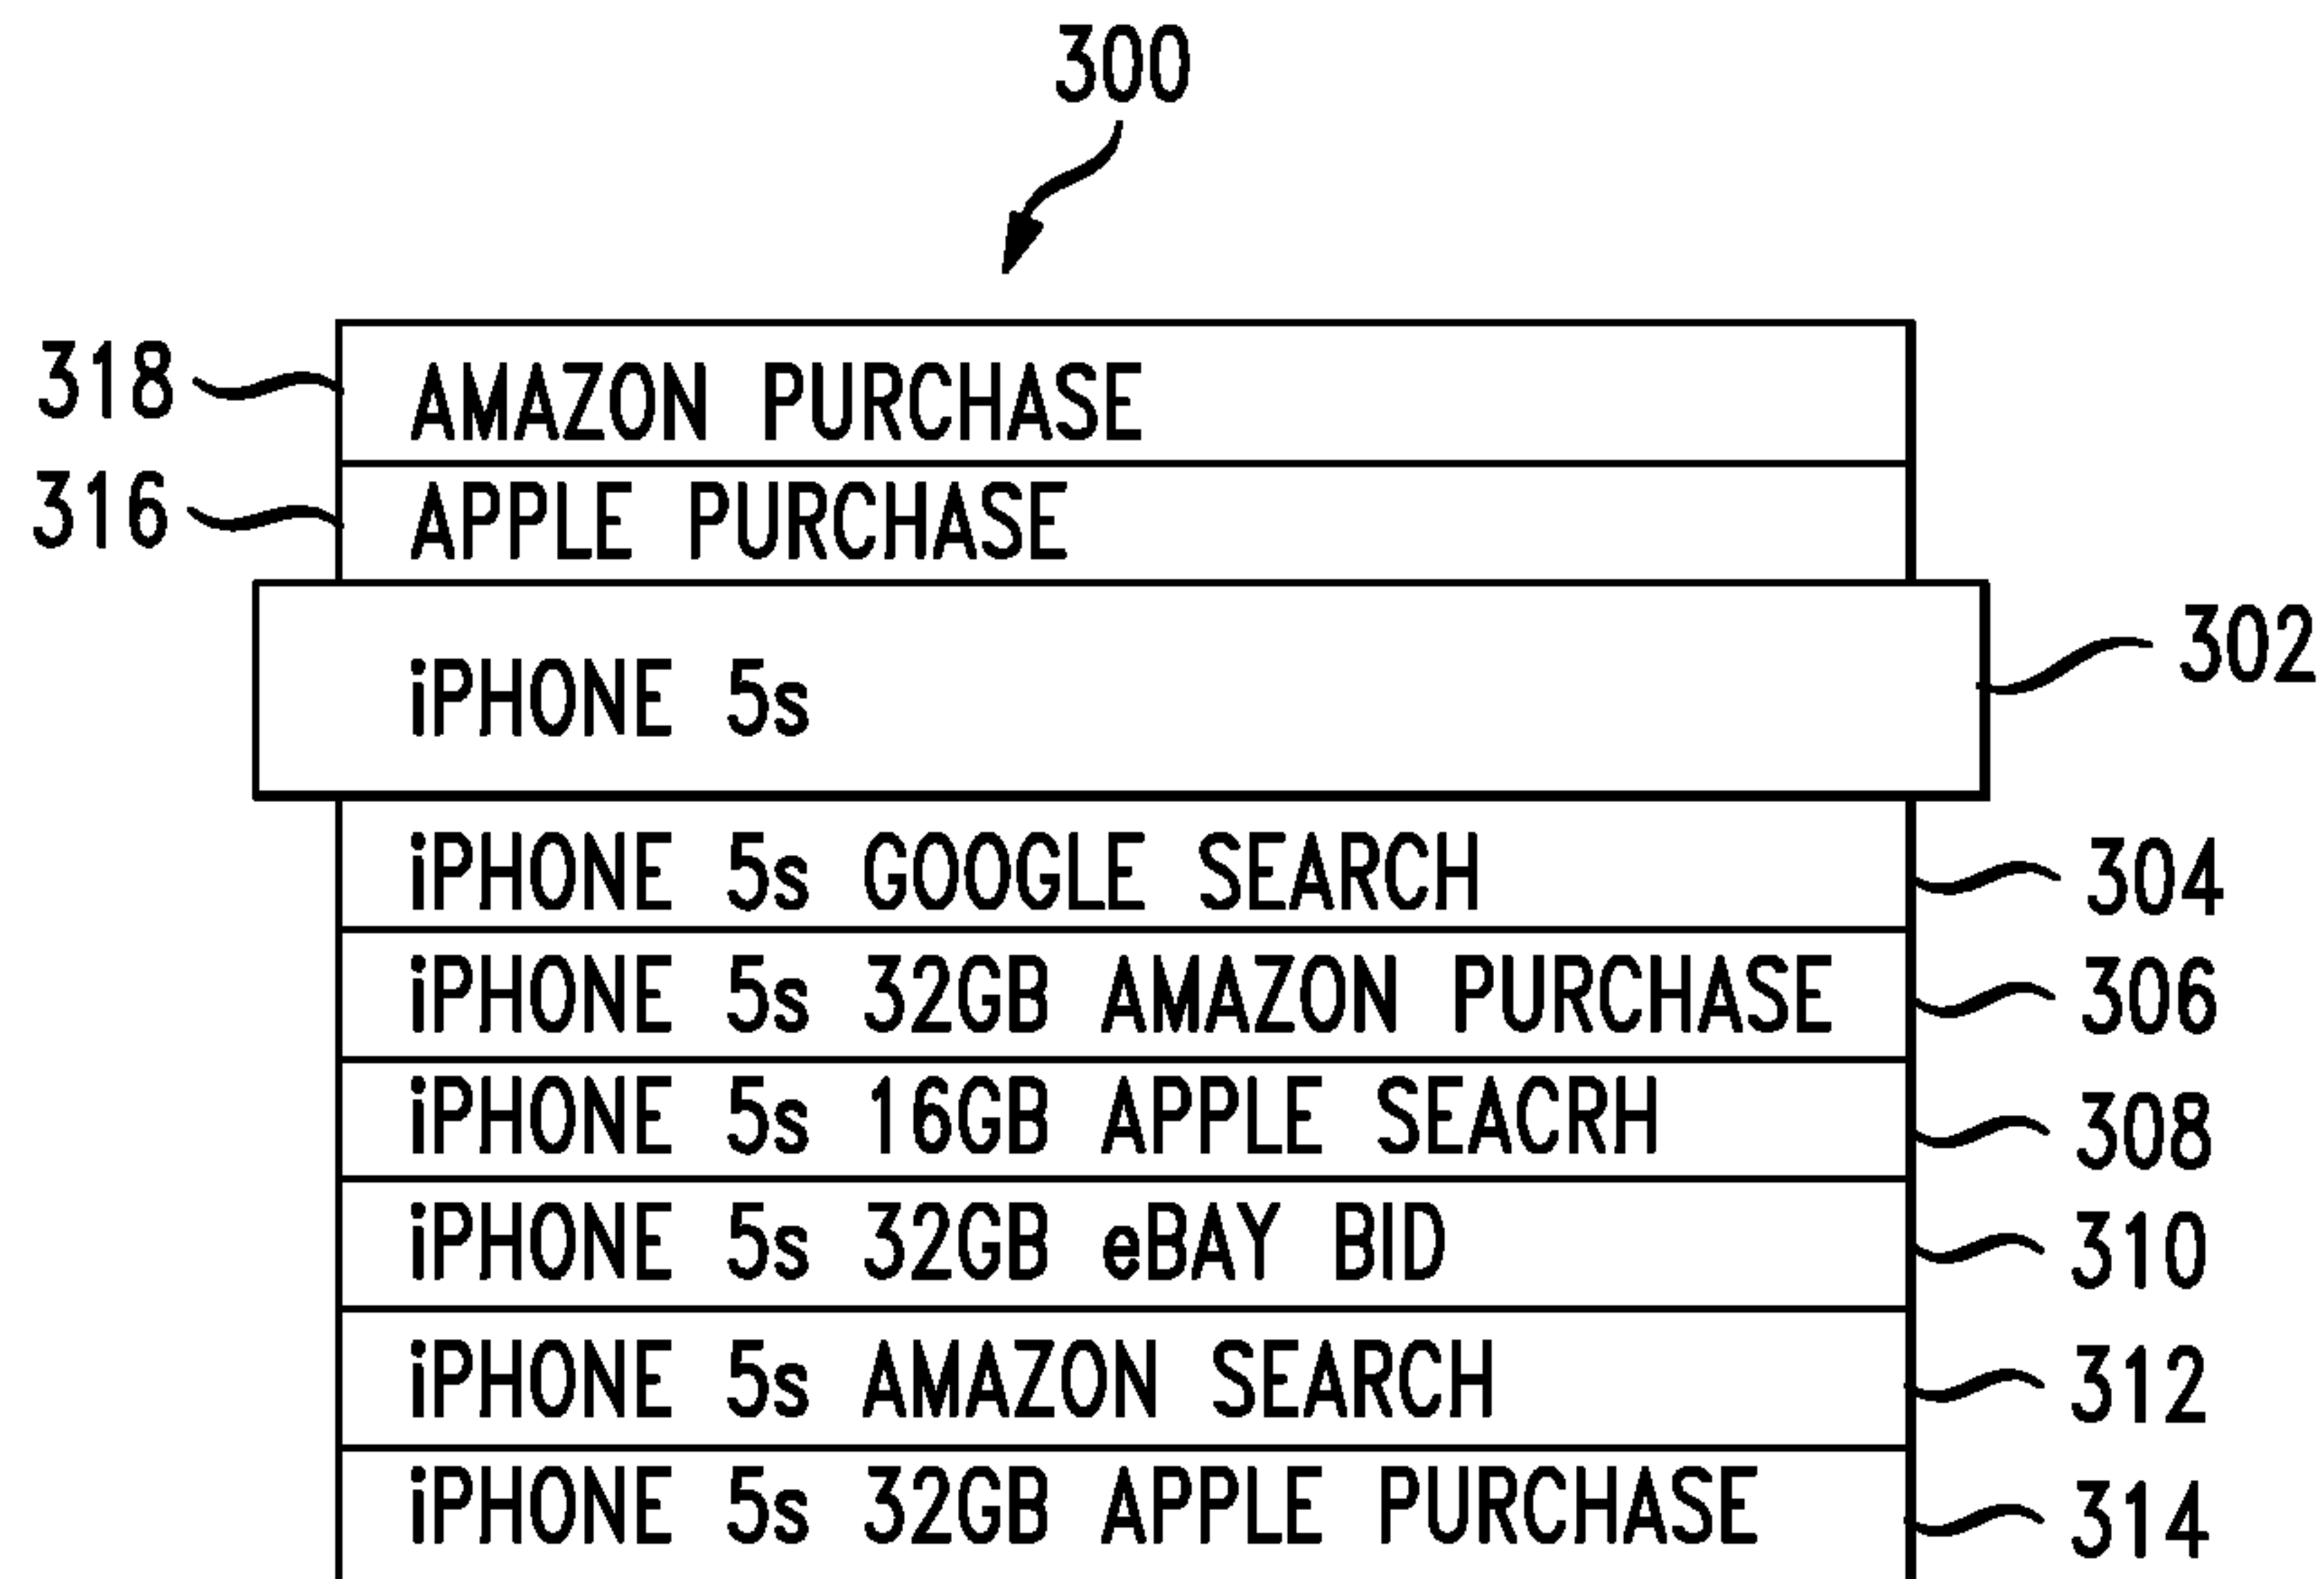 300
318 AMAZON PURCHASE
316 APPLE PURCHASE
iPHONE 5s 302
iPHONE 5s GOOGLE SEARCH 304
iPHONE 5s 32GB AMAZON PURCHASE 306
iPHONE 5s 16GB APPLE SEACRH 308
iPHONE 5s 32GB eBAY BID 310
iPHONE 5s AMAZON SEARCH 312
iPHONE 5s 32GB APPLE PURCHASE 314